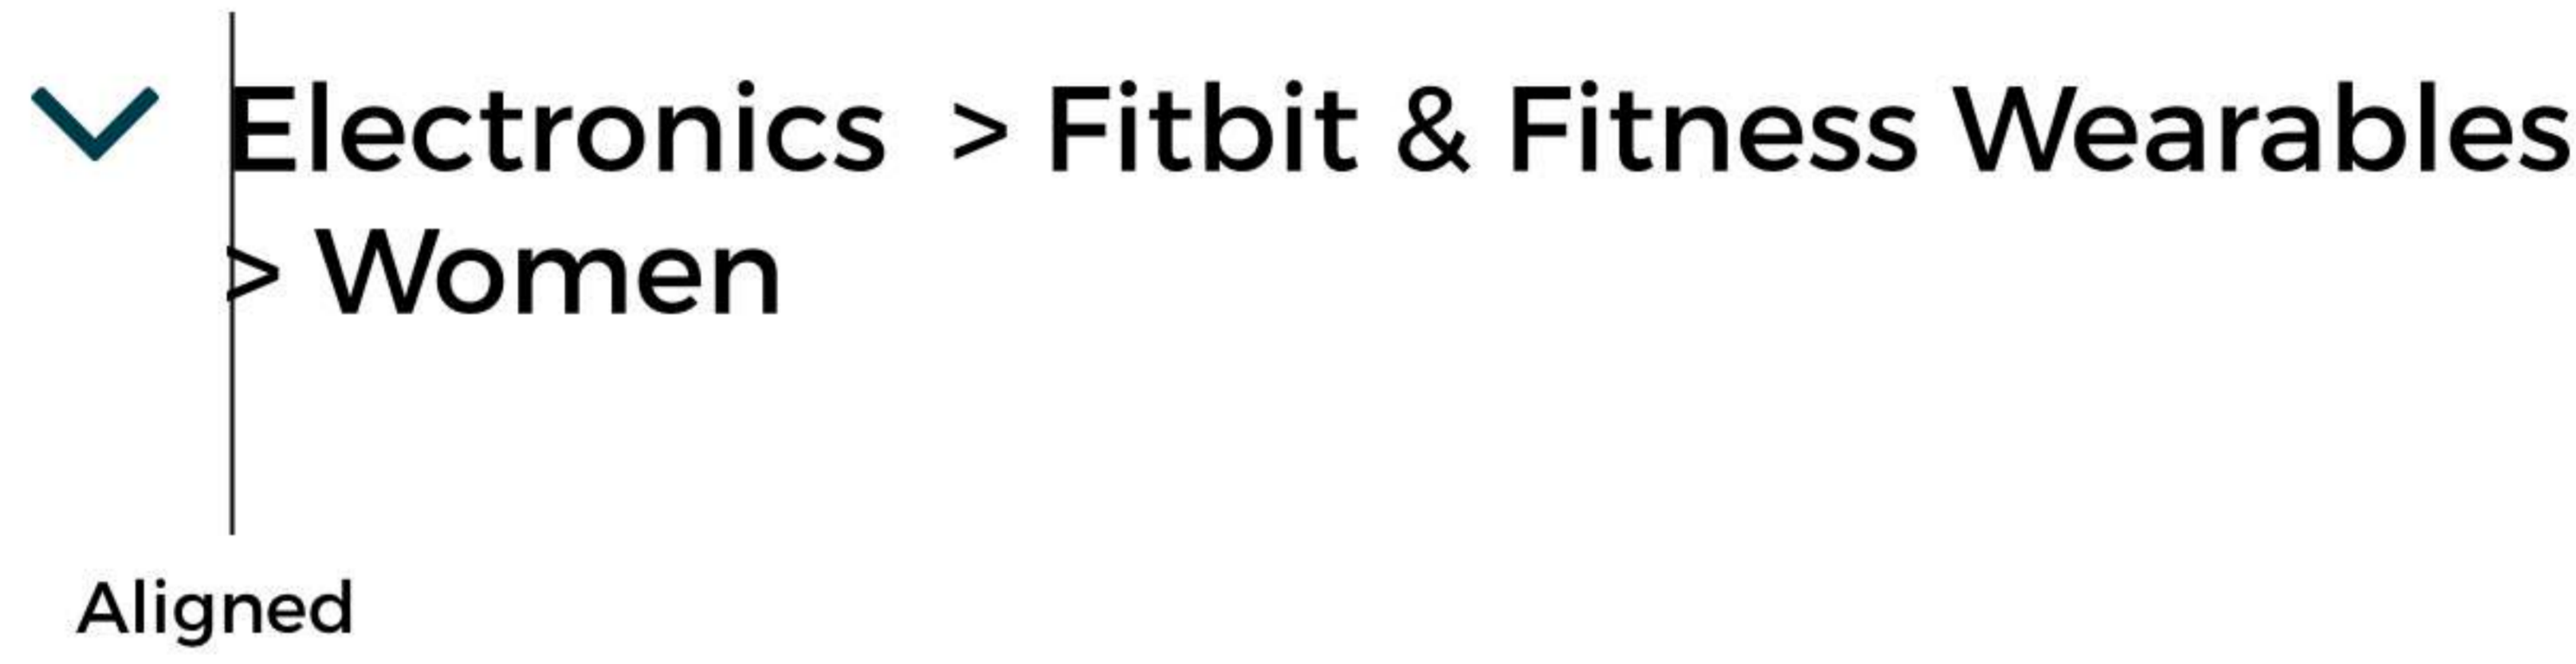 Electronics  > Fitbit & Fitness Wearables
> Women
Aligned